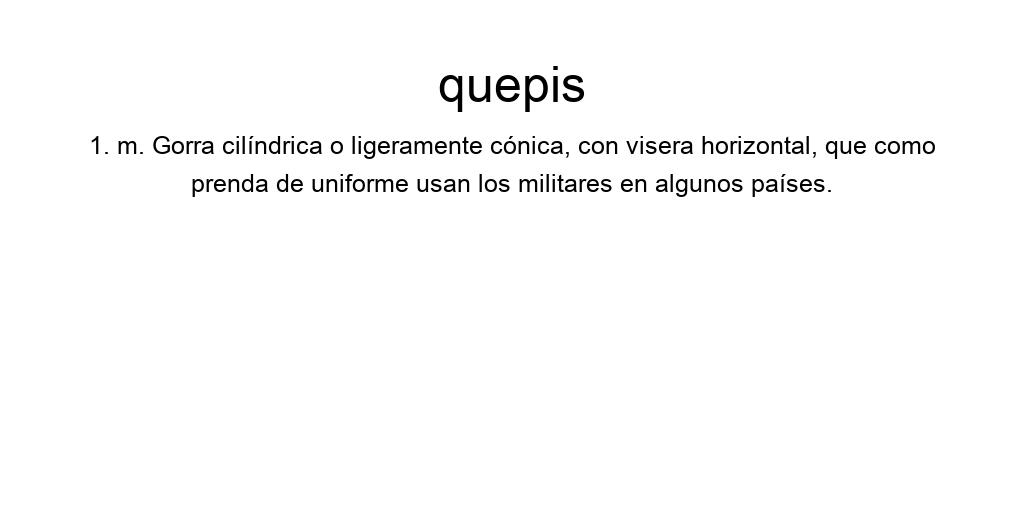 quepis
1. m. Gorra cilíndrica o ligeramente cónica, con visera horizontal, que como
prenda de uniforme usan los militares en algunos países.